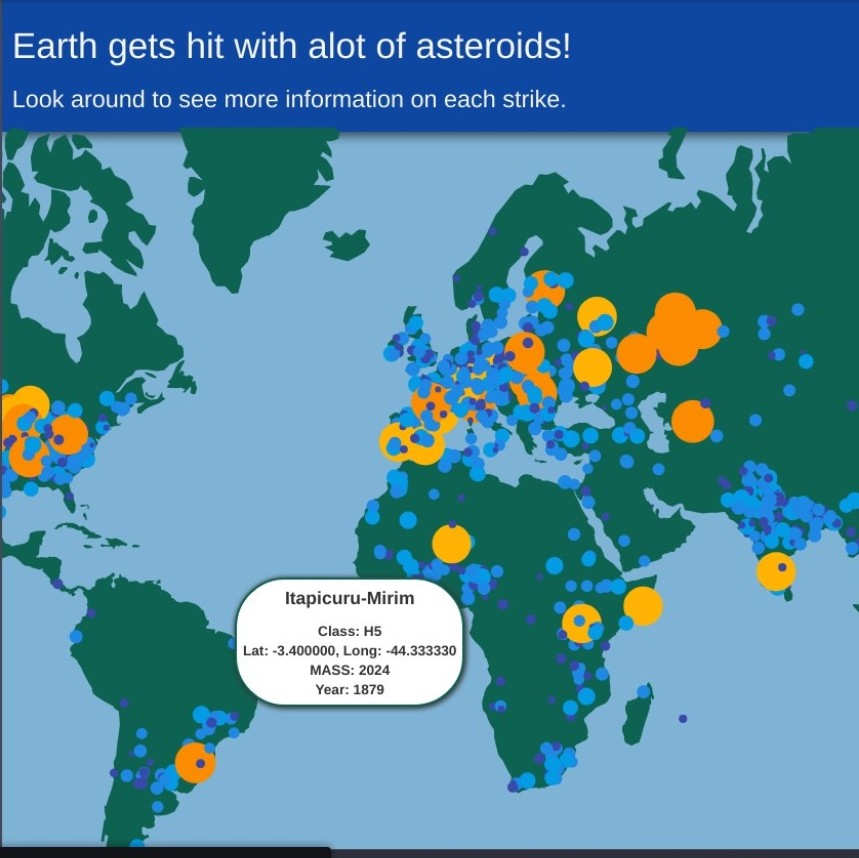 Earth gets hit with alot of asteroids!
Look around to see more information on each strike.
Itapicuru-Mirim
Class: H5
Lat: -3.400000, Long: -44.333330
MASS: 2024
Year: 1879